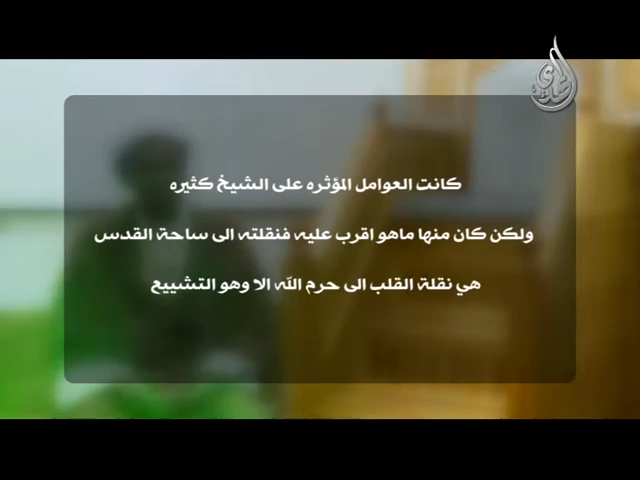 كانت العوامل المؤثره على الشيخ كثيره
ولكن كان منها ماهو اقرب عليه فنقلته الى ساحة القدس
هي نقلة القلب الى حرم الله الا وهو التشييع